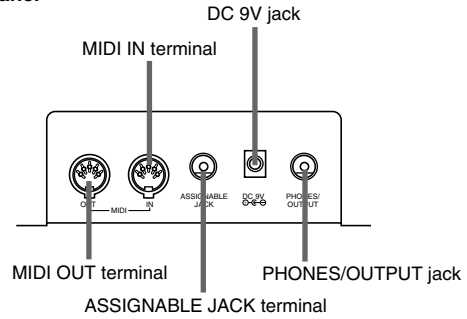 DC 9V jack
MIDI IN terminal
OUT
MIDI
IN
ASSIGNABLE
JACK
DC 9V
PHONES/
OUTPUT
MIDI OUT terminal
PHONES/OUTPUT jack
ASSIGNABLE JACK terminal